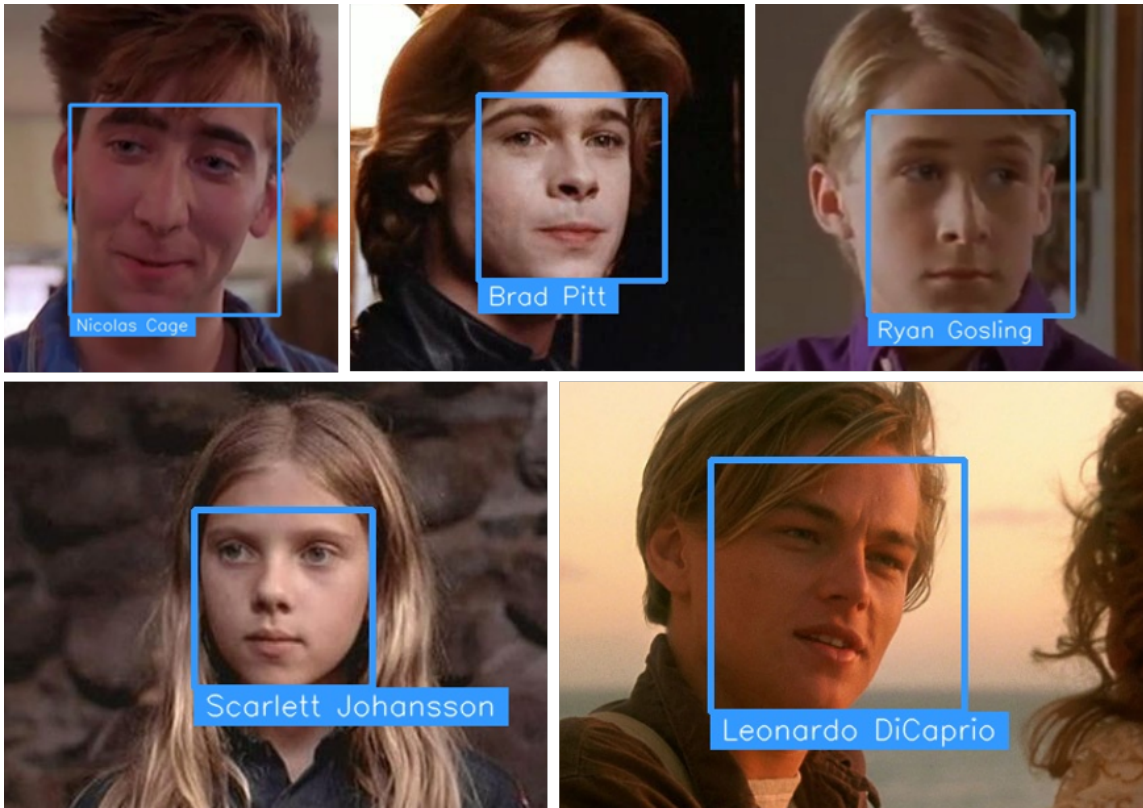 Nicolas Cage
Brad Pitt
Ryan Gosling
Scarlett Johansson
Leonardo DiCaprio